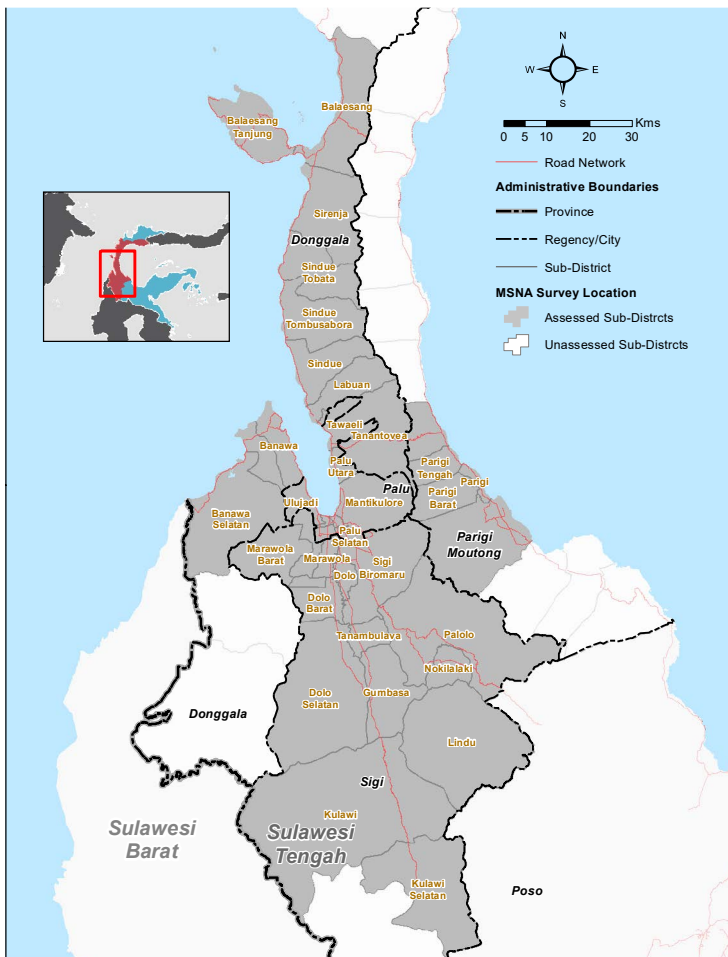 N
W E
S
Kms
0 5 10 20 30
Road Network
Administrative Boundaries
Province
Regency/City
Sub-District
MSNA Survey Location
Assessed Sub-Distrcts
Unassessed Sub-Distrcts
Balaesang
Balaesang
Tanjung
Sirenja
Donggala
Sindue
Tobata
Sindue
Tombusabora
Sindue
Labuan
Tawaeli
Tanantovea
Banawa
Palu
Utara
Parigi
Tengah
Parigi
Parigi
Barat
Palu
Ulujadi
Mantikulore
Banawa
Selatan
Palu
Selatan
Parigi
Moutong
Marawola
Barat
Marawola
Sigi
Biromaru
Dolo
Dolo
Barat
Tanambulava
Palolo
Nokilalaki
Dolo
Selatan
Gumbasa
Donggala
Lindu
Sigi
Kulawi
Sulawesi
Barat
Sulawesi
Tengah
Kulawi
Selatan
Poso